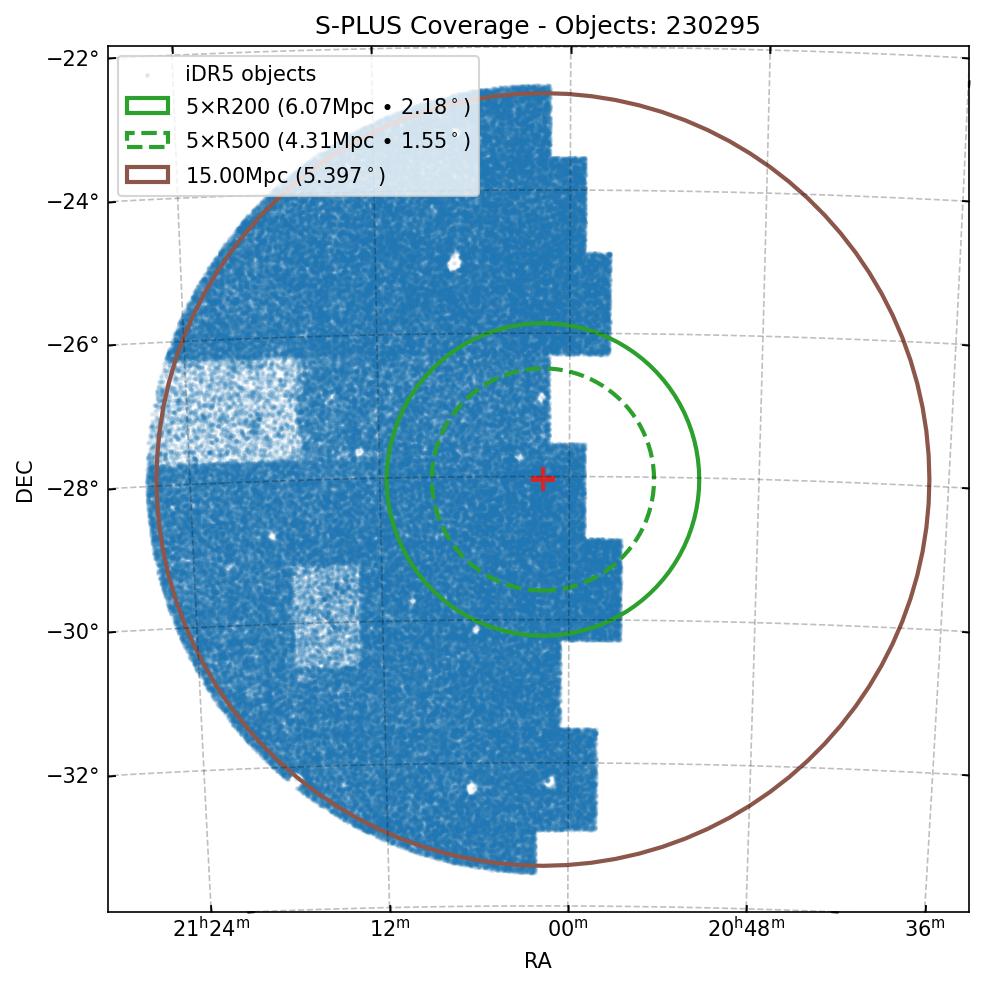 S-PLUS Coverage - Objects: 230295
iDR5 objects
5×R200 (6.07Mpc • 2.18°)
5×R500 (4.31Mpc • 1.55°)
15.00Mpc (5.397°)
−22°
−24°
−26°
−28°
−30°
−32°
DEC
21ʰ24ᵐ 12ᵐ 00ᵐ 20ʰ48ᵐ 36ᵐ
RA